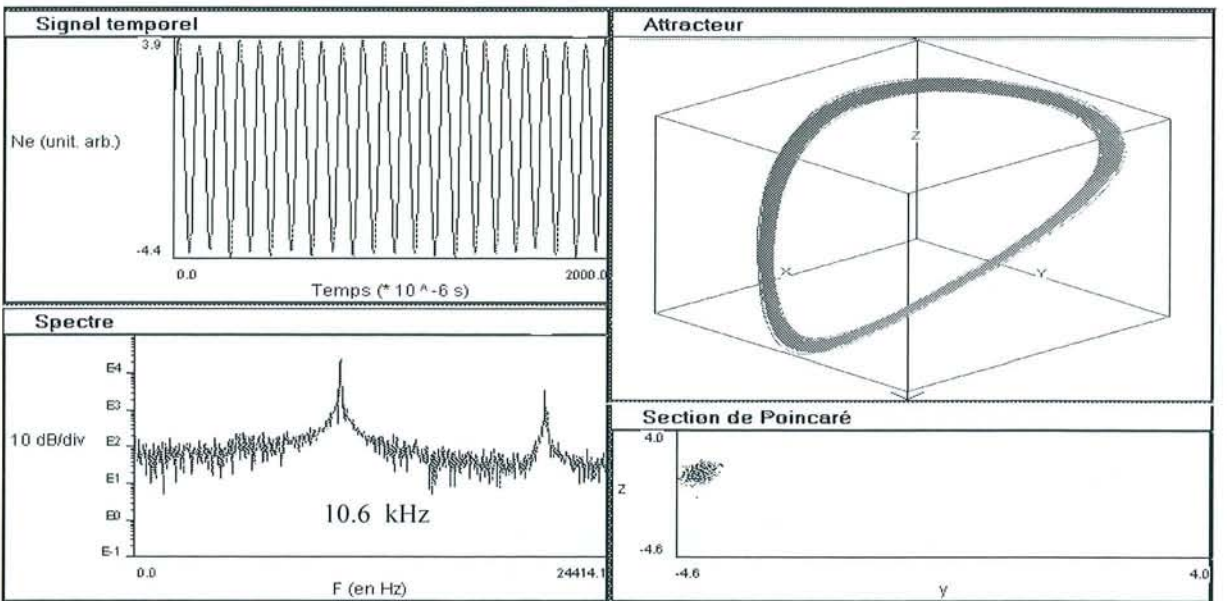 Signal temporel
3.9
Ne (unit. arb.)
-4.4
0.0
2000.0
Temps (* 10 ^-6 s)
Attracteur
Z
X
Y
Spectre
E4
E3
10 dB/div
E2
E1
E0
E-1
10.6 kHz
0.0
24414.1
F (en Hz)
Section de Poincaré
4.0
z
-4.6
-4.6
4.0
y